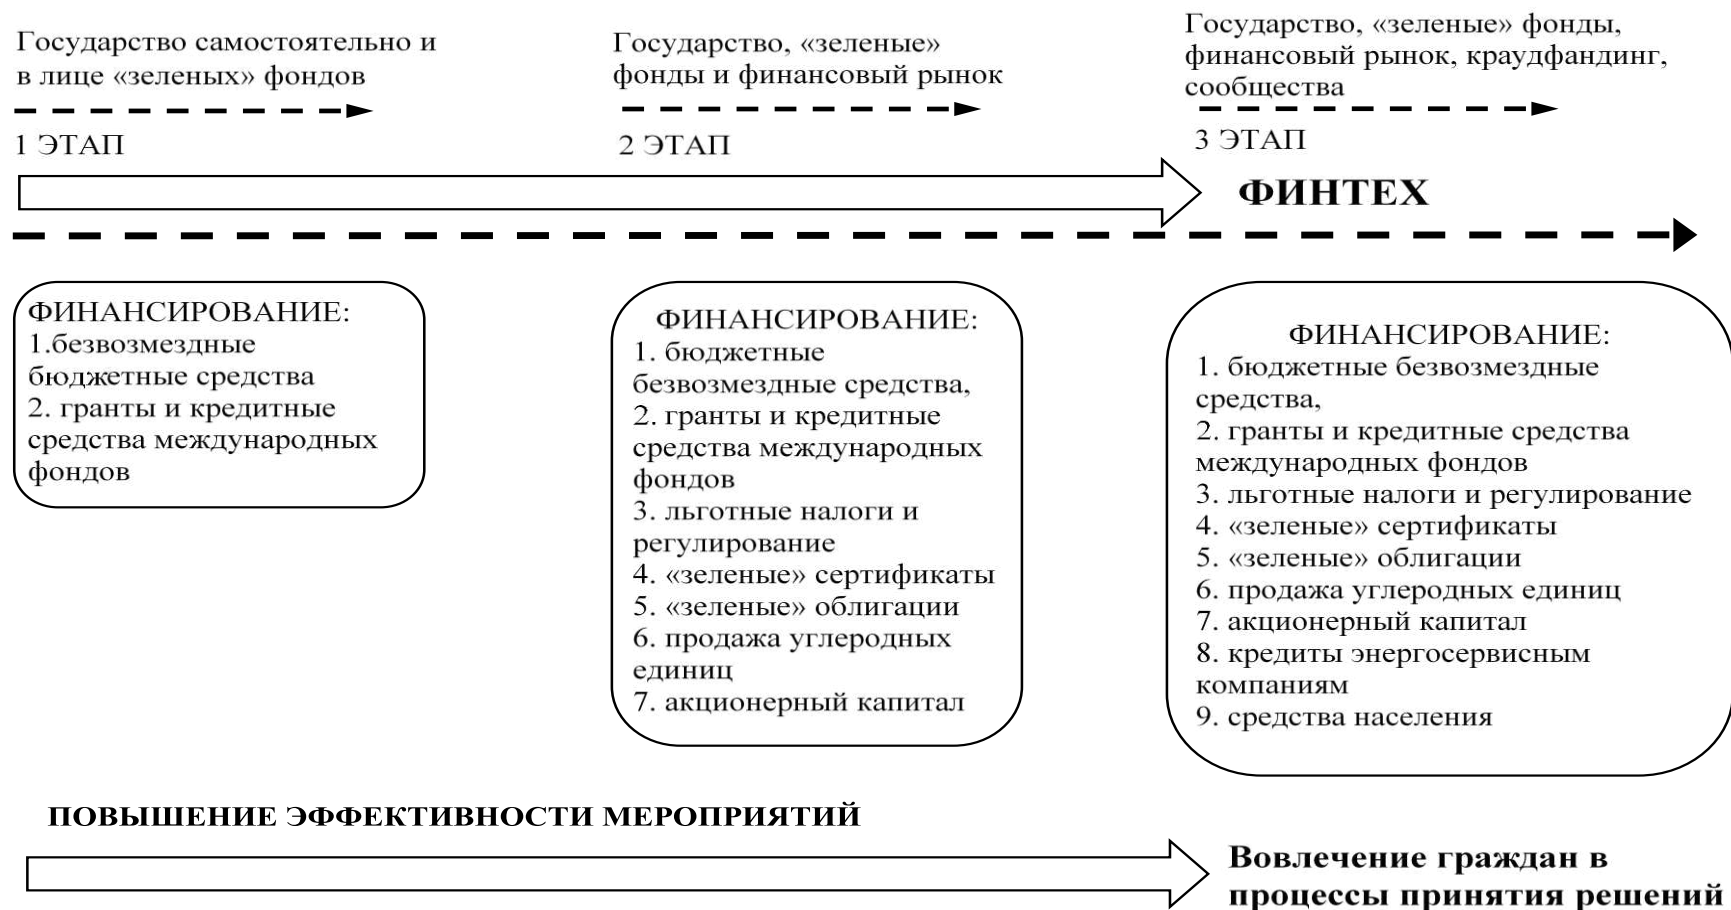 Государство самостоятельно и
в лице «зеленых» фондов
1 ЭТАП
Государство, «зеленые»
фонды и финансовый рынок
2 ЭТАП
Государство, «зеленые» фонды,
финансовый рынок, краудфандинг,
сообщества
3 ЭТАП
ФИНТЕХ
ФИНАНСИРОВАНИЕ:
1.безвозмездные
бюджетные средства
2. гранты и кредитные
средства международных
фондов
ФИНАНСИРОВАНИЕ:
1. бюджетные
безвозмездные средства,
2. гранты и кредитные
средства международных
фондов
3. льготные налоги и
регулирование
4. «зеленые» сертификаты
5. «зеленые» облигации
6. продажа углеродных
единиц
7. акционерный капитал
ФИНАНСИРОВАНИЕ:
1. бюджетные безвозмездные
средства,
2. гранты и кредитные средства
международных фондов
3. льготные налоги и регулирование
4. «зеленые» сертификаты
5. «зеленые» облигации
6. продажа углеродных единиц
7. акционерный капитал
8. кредиты энергосервисным
компаниям
9. средства населения
ПОВЫШЕНИЕ ЭФФЕКТИВНОСТИ МЕРОПРИЯТИЙ
Вовлечение граждан в
процессы принятия решений